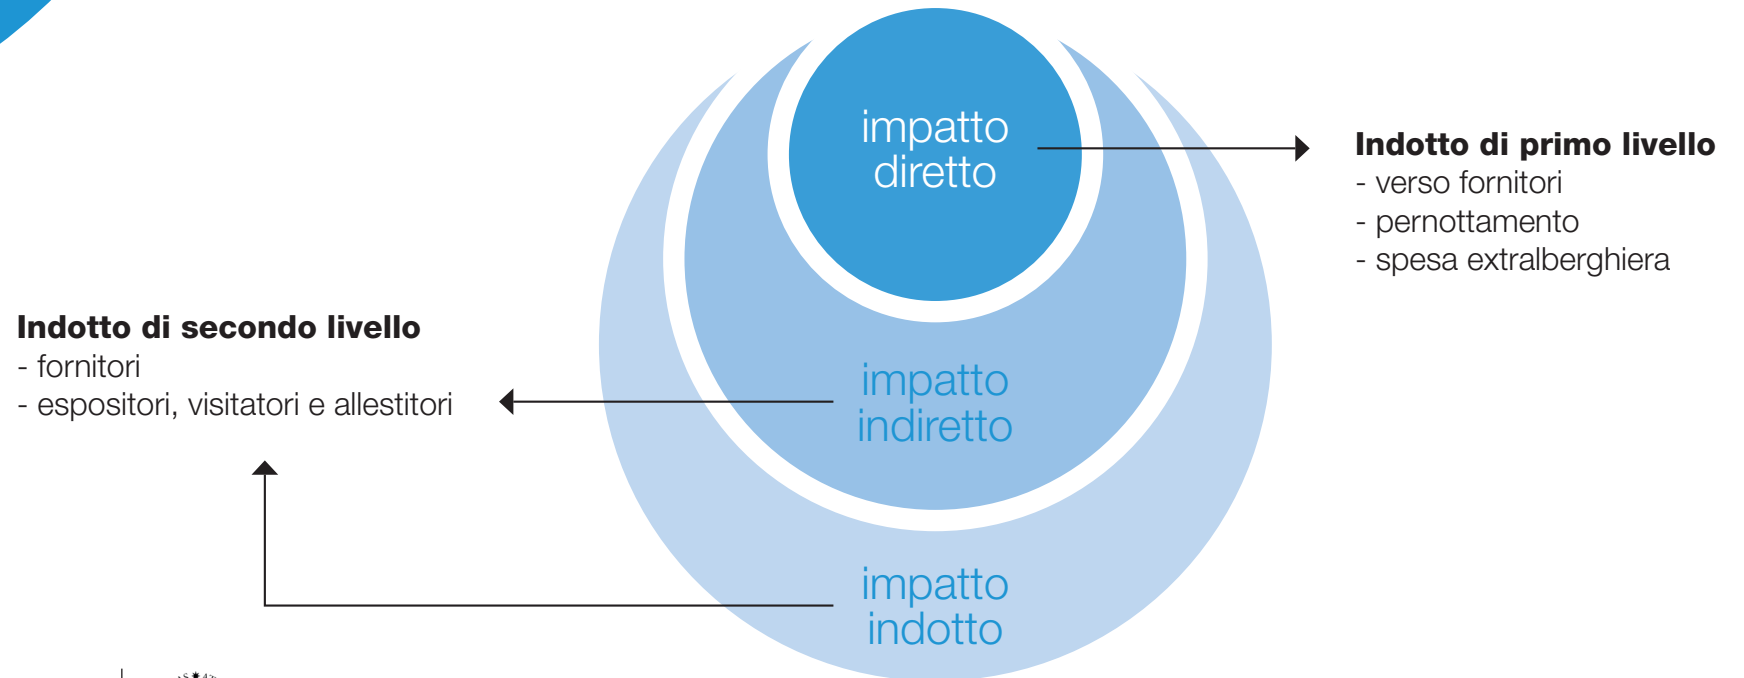 impatto
diretto
Indotto di primo livello
- verso fornitori
- pernottamento
- spesa extralberghiera
Indotto di secondo livello
- fornitori
- espositori, visitatori e allestitori
impatto
indiretto
impatto
indotto